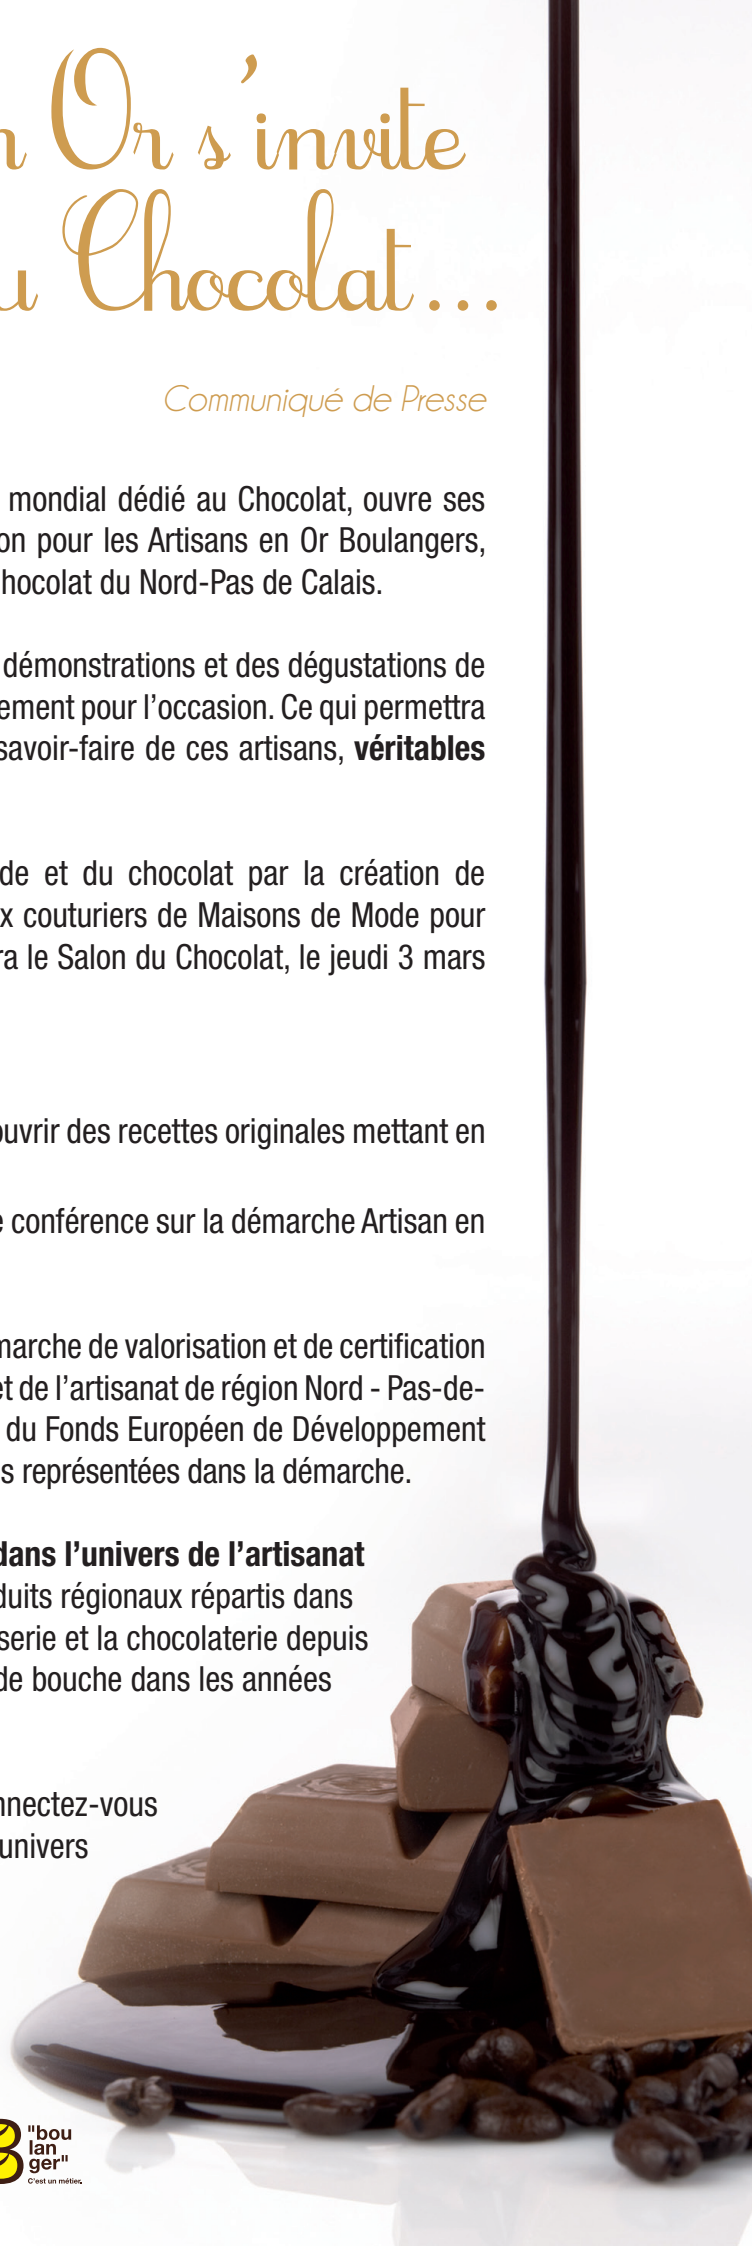 n Or s'invite
u Chocolat...
Communiqué de Presse
mondial dédié au Chocolat, ouvre ses
on pour les Artisans en Or Boulangers,
hocolat du Nord-Pas de Calais.
démonstrations et des dégustations de
ement pour l'occasion. Ce qui permettra
savoir-faire de ces artisans, véritables
de et du chocolat par la création de
x couturiers de Maisons de Mode pour
ra le Salon du Chocolat, le jeudi 3 mars
ouvrir des recettes originales mettant en
e conférence sur la démarche Artisan en
marche de valorisation et de certification
et de l'artisanat de région Nord - Pas-de-
du Fonds Européen de Développement
s représentées dans la démarche.
dans l'univers de l'artisanat
duits régionaux répartis dans
serie et la chocolaterie depuis
de bouche dans les années
nnectez-vous
univers
"bou
lan
ger"
C'est un métier.